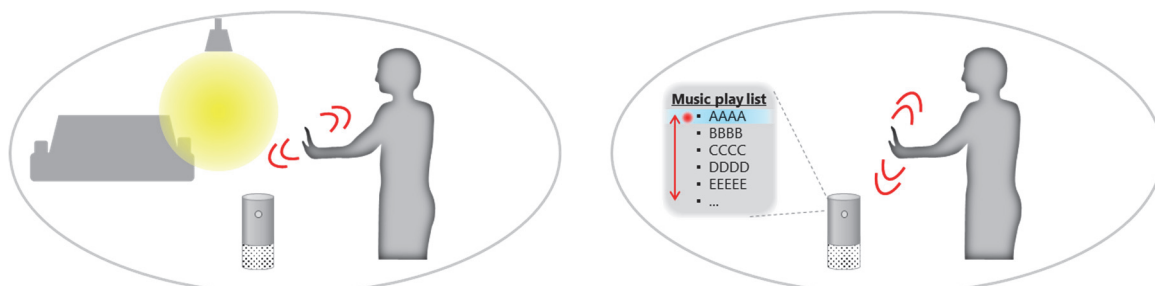 Music play list
▪ AAAA
▪ BBBB
▪ CCCC
▪ DDDD
▪ EEEEE
▪ ...